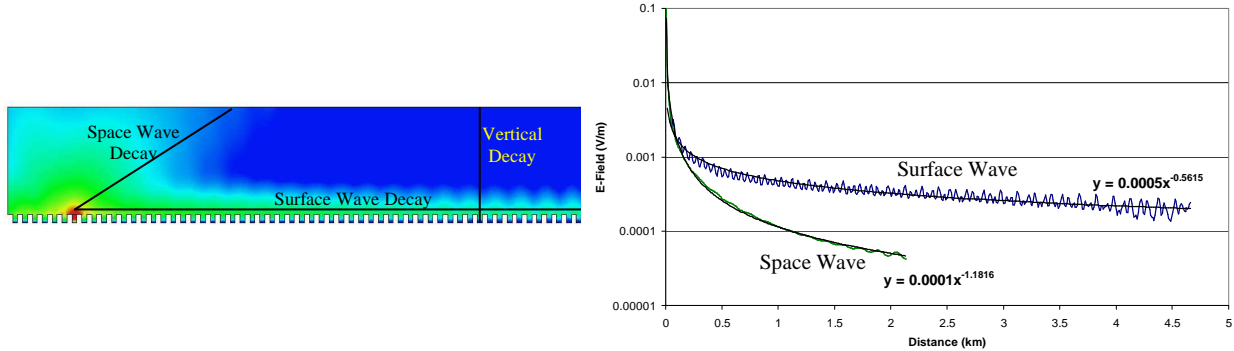 Space Wave
Decay
Vertical
Decay
Surface Wave Decay
E-Field (V/m)
0.1
0.01
0.001
0.0001
0.00001
Surface Wave
y = 0.0005x^-0.5615
Space Wave
y = 0.0001x^-1.1816
0 0.5 1 1.5 2 2.5 3 3.5 4 4.5 5
Distance (km)